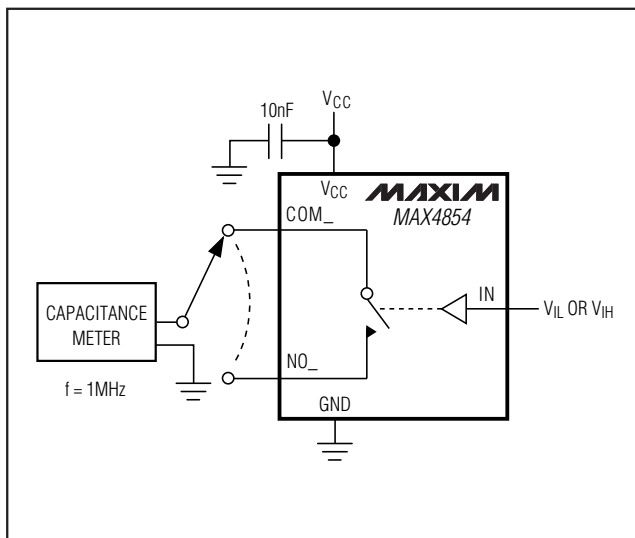 VCC
10nF
VCC
MAXIM
MAX4854
COM_
IN
VIL OR VIH
CAPACITANCE
METER
NO_
f = 1MHz
GND